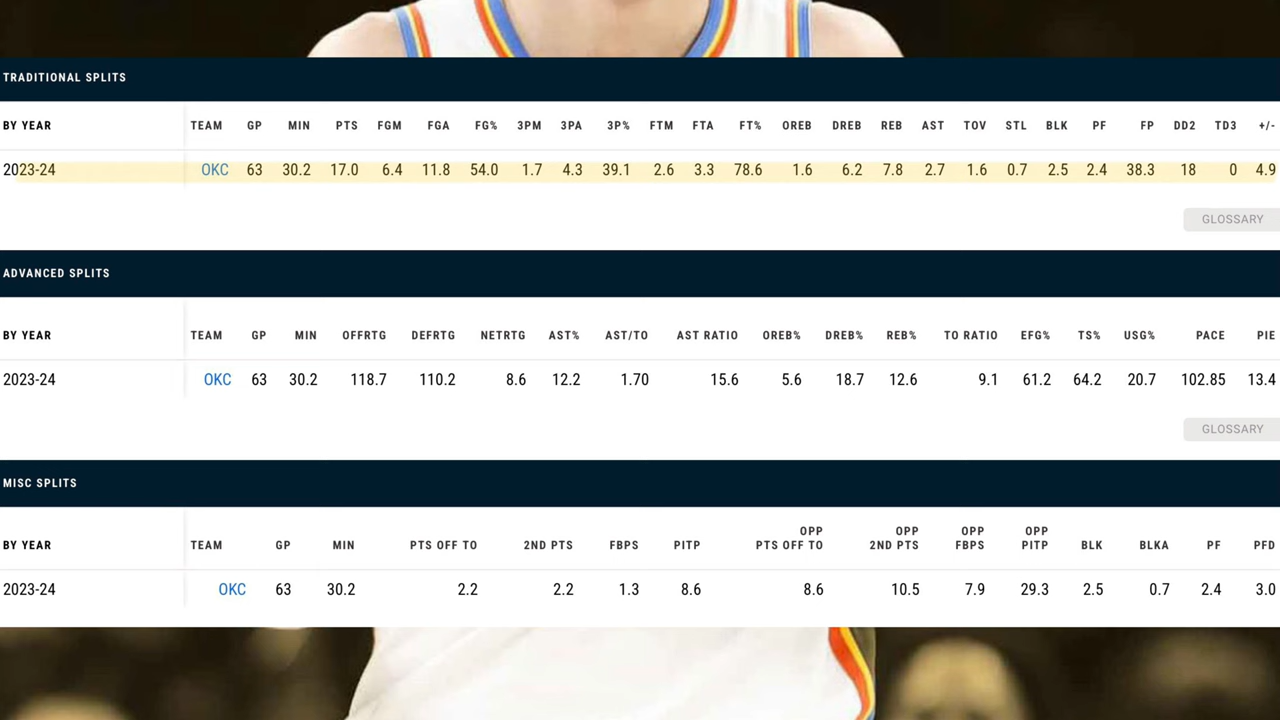 TRADITIONAL SPLITS
BY YEAR TEAM GP MIN PTS FGM FGA FG% 3PM 3PA 3P% FTM FTA FT% OREB DREB REB AST TOV STL BLK PF FP DD2 TD3 +/-
2023-24 OKC 63 30.2 17.0 6.4 11.8 54.0 1.7 4.3 39.1 2.6 3.3 78.6 1.6 6.2 7.8 2.7 1.6 0.7 2.5 2.4 38.3 18 0 4.9
GLOSSARY
ADVANCED SPLITS
BY YEAR TEAM GP MIN OFFRTG DEFRTG NETRTG AST% AST/TO AST RATIO OREB% DREB% REB% TO RATIO EFG% TS% USG% PACE PIE
2023-24 OKC 63 30.2 118.7 110.2 8.6 12.2 1.70 15.6 5.6 18.7 12.6 9.1 61.2 64.2 20.7 102.85 13.4
GLOSSARY
MISC SPLITS
OPP OPP OPP OPP
BY YEAR TEAM GP MIN PTS OFF TO 2ND PTS FBPS PITP PTS OFF TO 2ND PTS FBPS PITP BLK BLKA PF PFD
2023-24 OKC 63 30.2 2.2 2.2 1.3 8.6 8.6 10.5 7.9 29.3 2.5 0.7 2.4 3.0